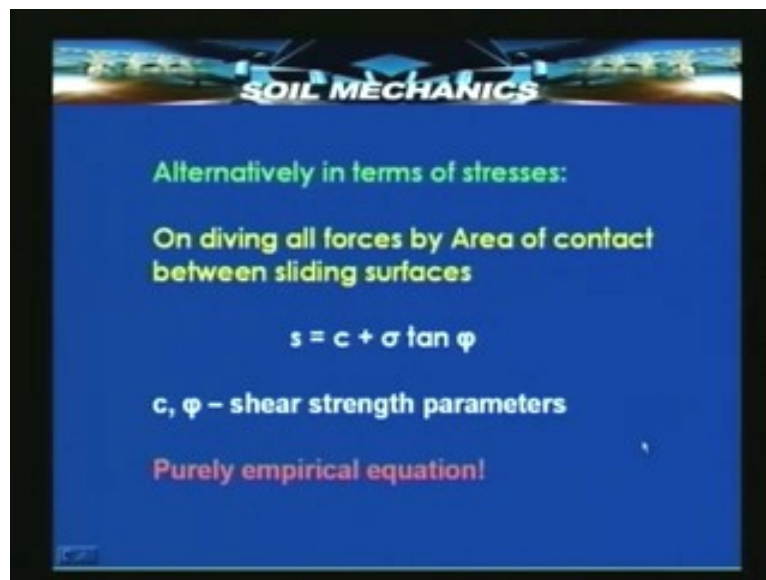 SOIL MECHANICS
Alternatively in terms of stresses:
On diving all forces by Area of contact
between sliding surfaces
s = c + σ tan φ
c, φ – shear strength parameters
Purely empirical equation!